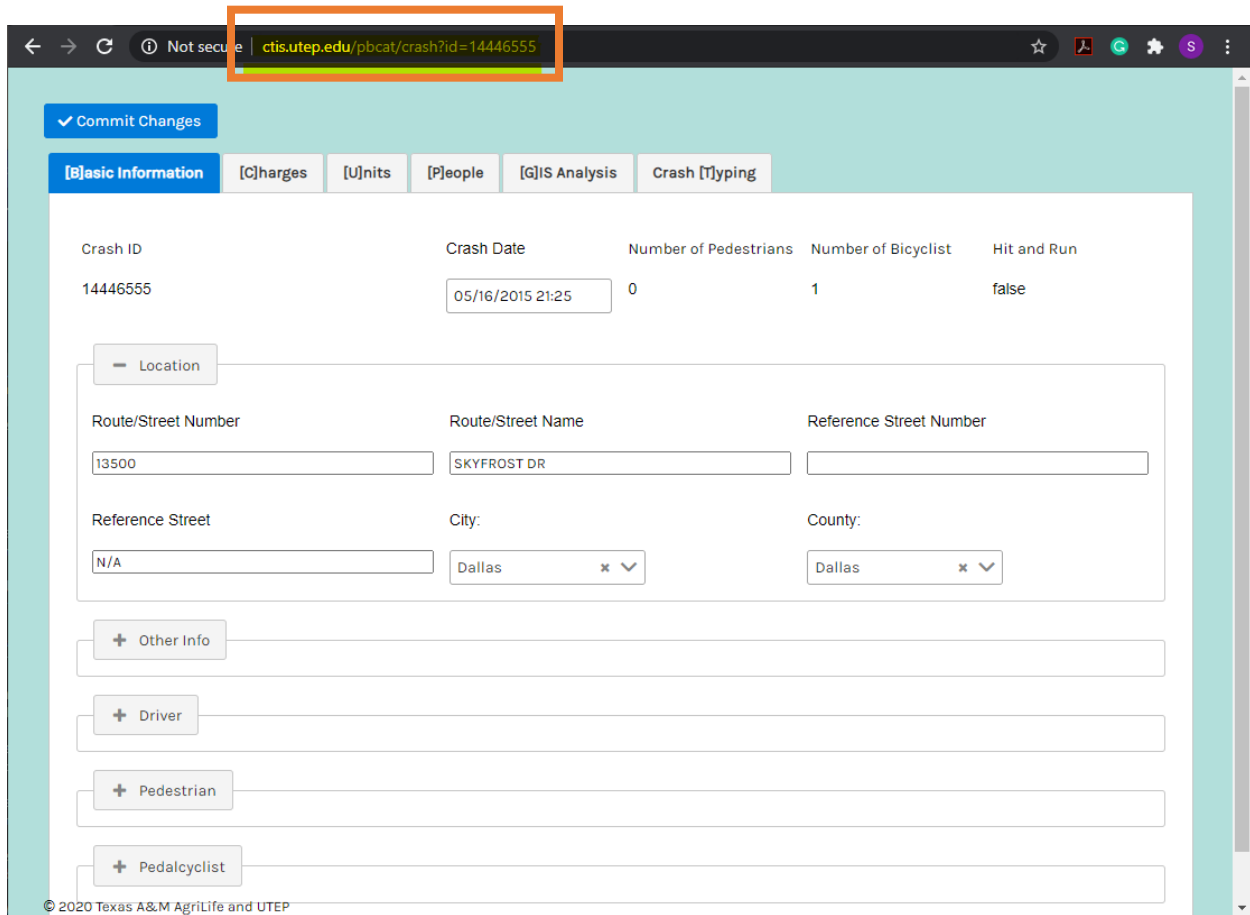 Not secure | ctis.utep.edu/pbcat/crash?id=14446555 G S
Commit Changes
[B]asic Information [C]harges [U]nits [P]eople [G]IS Analysis Crash [T]yping
Crash ID Crash Date Number of Pedestrians Number of Bicyclist Hit and Run
14446555 05/16/2015 21:25 0 1 false
Location
Route/Street Number Route/Street Name Reference Street Number
13500 SKYFROST DR
Reference Street City: County:
N/A Dallas Dallas
Other Info
Driver
Pedestrian
Pedalcyclist
© 2020 Texas A&M AgriLife and UTEP